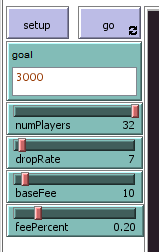 setup go
goal
3000
numPlayers 32
dropRate 7
baseFee 10
feePercent 0.20